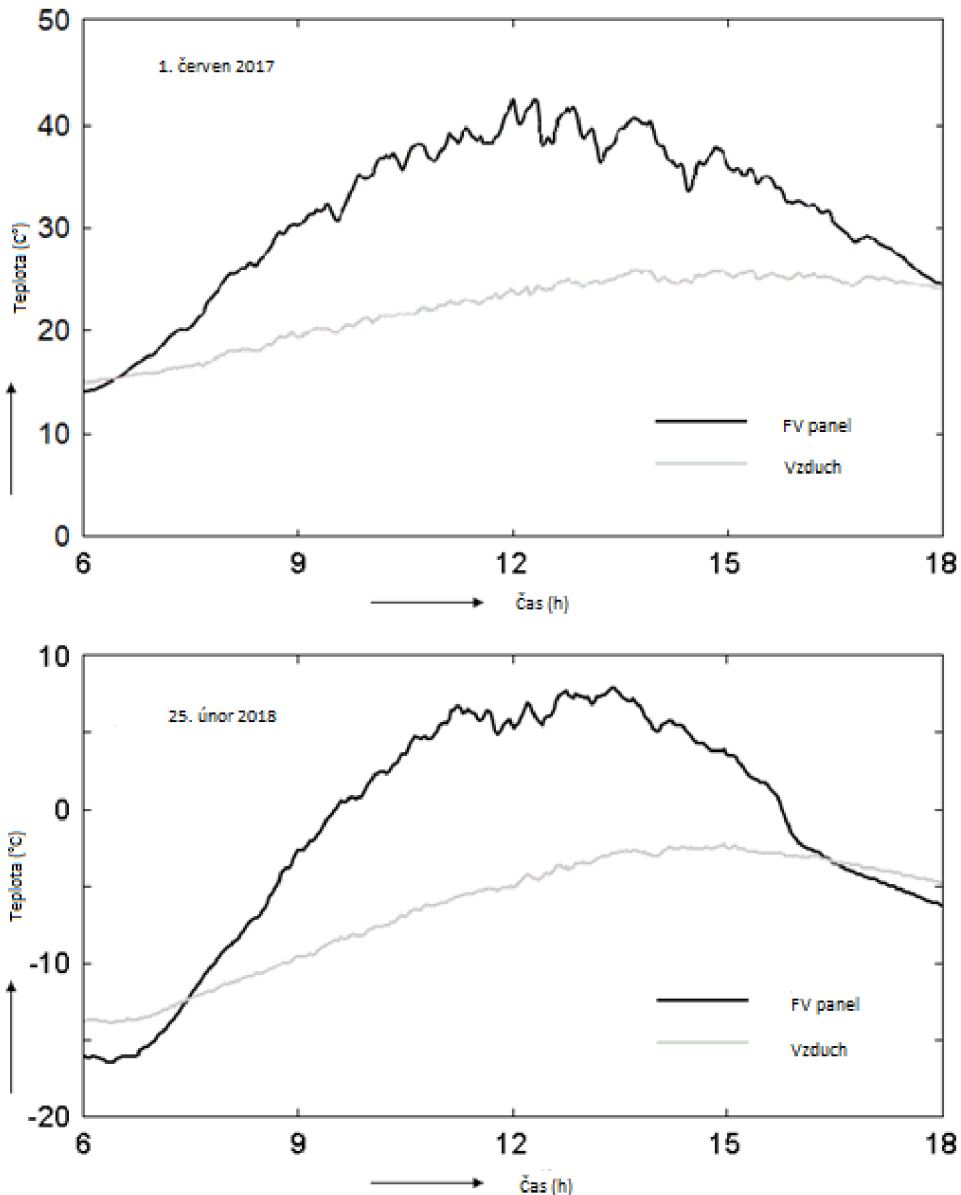 50
1. červen 2017
40
30
Teplota (C°)
20
10
FV panel
Vzduch
0
6 9 12 15 18
Čas (h)
10
25. únor 2018
0
Teplota (°C)
-10
FV panel
Vzduch
-20
6 9 12 15 18
Čas (h)